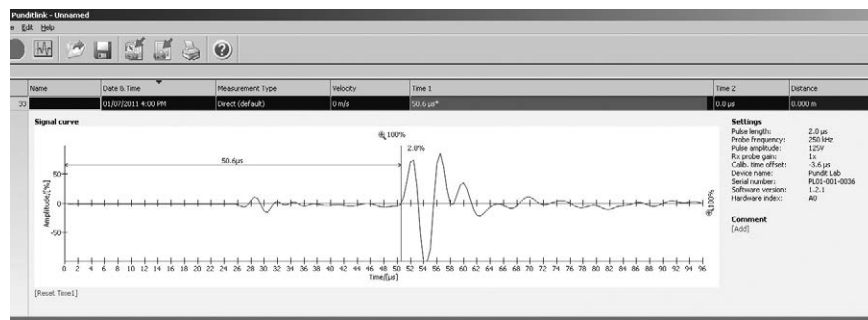 Punditlink - Unnamed
e Edit Help
Name Date & Time Measurement Type Velocity Time 1 Time 2 Distance
33 01/07/2011 4:00 PM Direct (default) 0 m/s 50.6 µs* 0.0 µs 0.000 m
Signal curve
100%
2.8%
50.6µs
50
0
-50
Amplitude/[%]
100%
0 2 4 6 8 10 12 14 16 18 20 22 24 26 28 30 32 34 36 38 40 42 44 46 48 50 52 54 56 58 60 62 64 66 68 70 72 74 76 78 80 82 84 86 88 90 92 94 96
Time/[µs]
[Reset Time1]
Settings
Pulse length: 2.0 µs
Probe frequency: 250 kHz
Pulse amplitude: 125V
Rx probe gain: 1x
Calib. time offset: -3.6 µs
Device name: Pundit Lab
Serial number: PL01-001-0036
Software version: 1.2.1
Hardware index: A0
Comment
[Add]